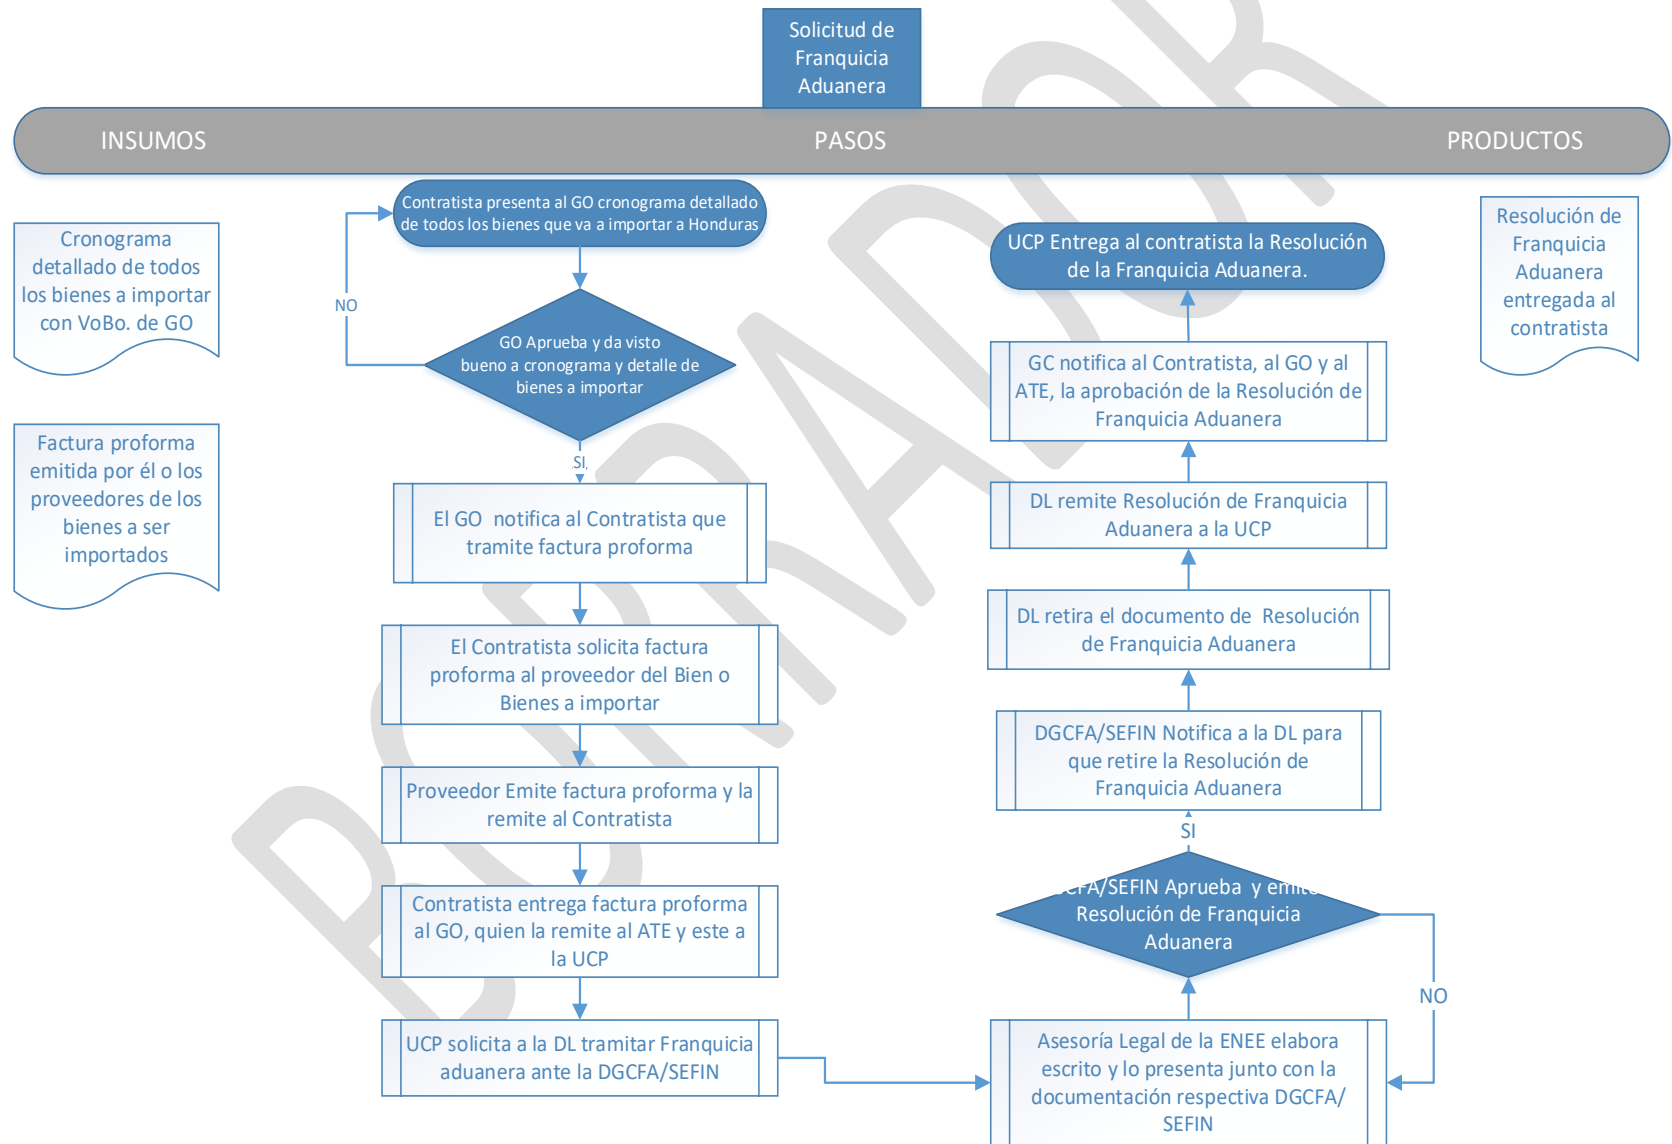 Solicitud de
Franquicia
Aduanera
INSUMOS
PASOS
PRODUCTOS
Cronograma
detallado de todos
los bienes a importar
con VoBo. de GO
Factura proforma
emitida por él o los
proveedores de los
bienes a ser
importados
Contratista presenta al GO cronograma detallado
de todos los bienes que va a importar a Honduras
NO
GO Aprueba y da visto
bueno a cronograma y detalle de
bienes a importar
SI
El GO notifica al Contratista que
tramite factura proforma
El Contratista solicita factura
proforma al proveedor del Bien o
Bienes a importar
Proveedor Emite factura proforma y la
remite al Contratista
Contratista entrega factura proforma
al GO, quien la remite al ATE y este a
la UCP
UCP solicita a la DL tramitar Franquicia
aduanera ante la DGCFA/SEFIN
Asesoría Legal de la ENEE elabora
escrito y lo presenta junto con la
documentación respectiva DGCFA/
SEFIN
NO
CFA/SEFIN Aprueba y emite
Resolución de Franquicia
Aduanera
SI
DGCFA/SEFIN Notifica a la DL para
que retire la Resolución de
Franquicia Aduanera
DL retira el documento de Resolución
de Franquicia Aduanera
DL remite Resolución de Franquicia
Aduanera a la UCP
GC notifica al Contratista, al GO y al
ATE, la aprobación de la Resolución de
Franquicia Aduanera
UCP Entrega al contratista la Resolución
de la Franquicia Aduanera.
Resolución de
Franquicia
Aduanera
entregada al
contratista
BORRADOR